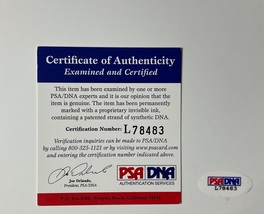 Certificate of Authenticity
Examined and Certified
This item has been examined by one or more
PSA/DNA experts and it is our opinion that the
item is genuine. The item has been permanently
marked with a proprietary invisible ink,
containing a patented strand of synthetic DNA.
Certification Number: L78483
Verification inquiries can be made to PSA/DNA
by calling 800-325-1121 or by visiting www.psacard.com
and entering the certification number indicated above.
Joe Orlando,
President, PSA/DNA
PSA DNA
AUTHENTICATION SERVICES
PSA DNA
L78483